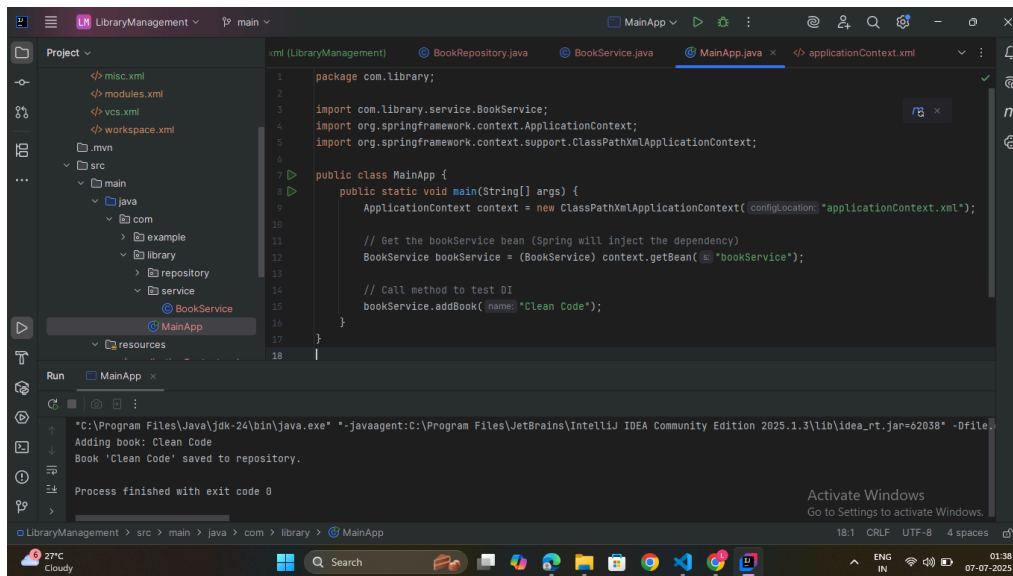 LM LibraryManagement main MainApp
Project
xml (LibraryManagement) BookRepository.java BookService.java MainApp.java applicationContext.xml
misc.xml
modules.xml
vcs.xml
workspace.xml
.mvn
src
main
java
com
example
library
repository
service
BookService
MainApp
resources
1 package com.library;
2
3 import com.library.service.BookService;
4 import org.springframework.context.ApplicationContext;
5 import org.springframework.context.support.ClassPathXmlApplicationContext;
6
7 public class MainApp {
8 public static void main(String[] args) {
9 ApplicationContext context = new ClassPathXmlApplicationContext( configLocation: "applicationContext.xml");
10
11 // Get the bookService bean (Spring will inject the dependency)
12 BookService bookService = (BookService) context.getBean( s: "bookService");
13
14 // Call method to test DI
15 bookService.addBook( name: "Clean Code");
16 }
17 }
18
Run MainApp
"C:\Program Files\Java\jdk-24\bin\java.exe" "-javaagent:C:\Program Files\JetBrains\IntelliJ IDEA Community Edition 2025.1.3\lib\idea_rt.jar=62038" -Dfile.
Adding book: Clean Code
Book 'Clean Code' saved to repository.
Process finished with exit code 0
Activate Windows
Go to Settings to activate Windows.
LibraryManagement > src > main > java > com > library > MainApp 18:1 CRLF UTF-8 4 spaces
6 27°C
Cloudy
Search
ENG
IN
01:38
07-07-2025